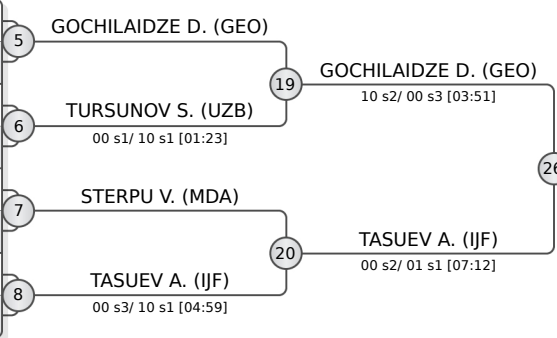 GOCHILAIDZE D. (GEO)
5
19
GOCHILAIDZE D. (GEO)
10 s2/ 00 s3 [03:51]
TURSUNOV S. (UZB)
6
00 s1/ 10 s1 [01:23]
26
STERPU V. (MDA)
7
20
TASUEV A. (IJF)
00 s2/ 01 s1 [07:12]
TASUEV A. (IJF)
8
00 s3/ 10 s1 [04:59]